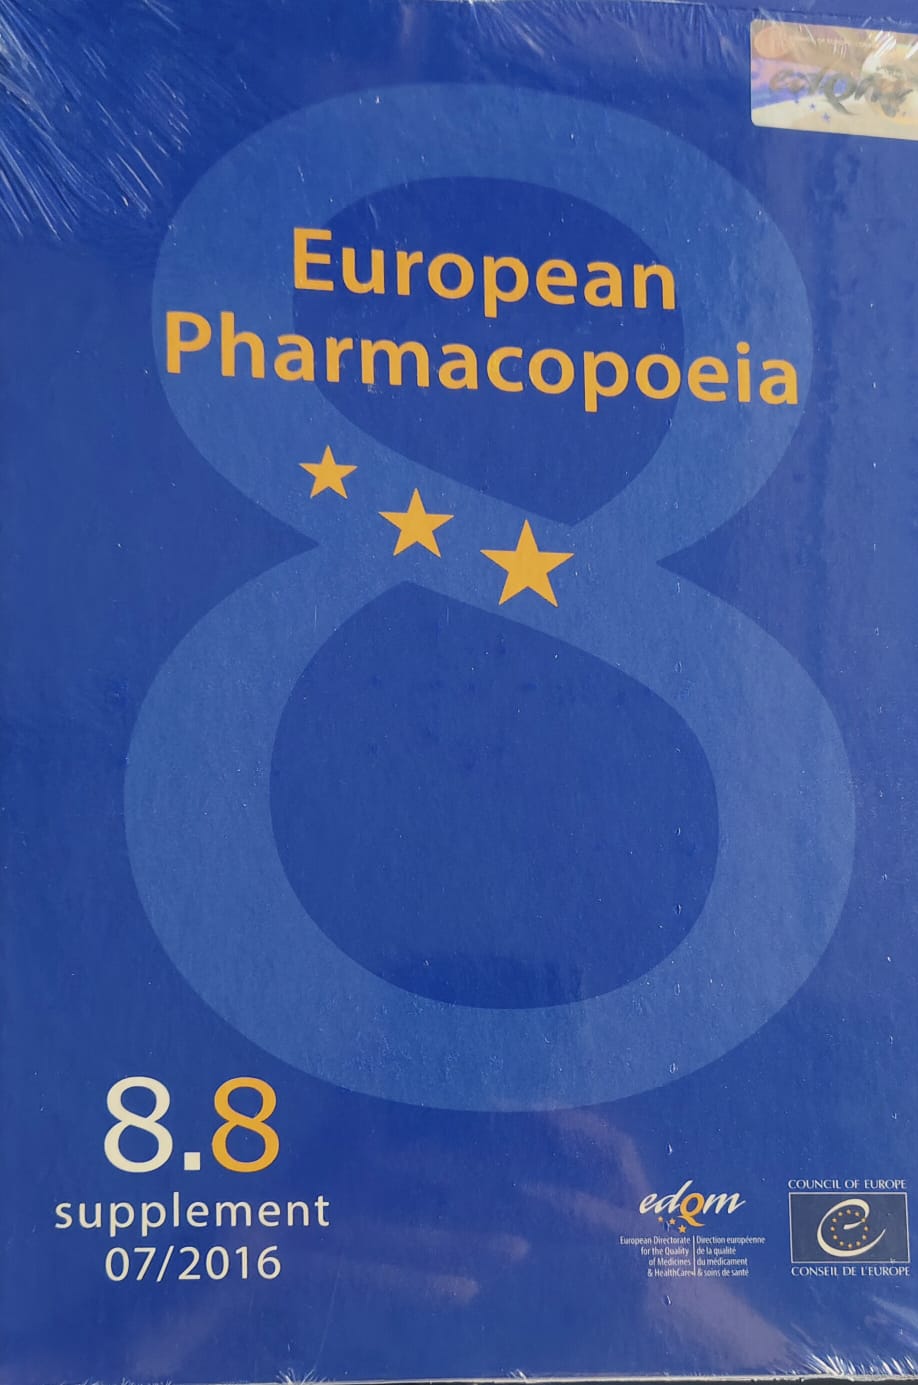 edqm
European
Pharmacopoeia
8.8
supplement
07/2016
edQm
European Directorate
for the Quality
of Medicines
& HealthCare
Direction européenne
de la qualité
du médicament
& soins de santé
COUNCIL OF EUROPE
CONSEIL DE L'EUROPE